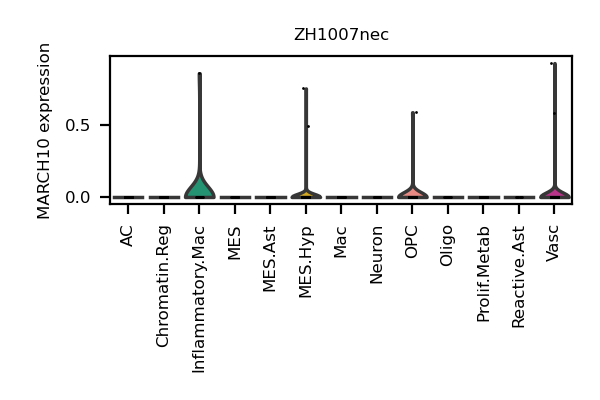 ZH1007nec
MARCH10 expression
0.5
0.0
AC
Chromatin.Reg
Inflammatory.Mac
MES
MES.Ast
MES.Hyp
Mac
Neuron
OPC
Oligo
Prolif.Metab
Reactive.Ast
Vasc